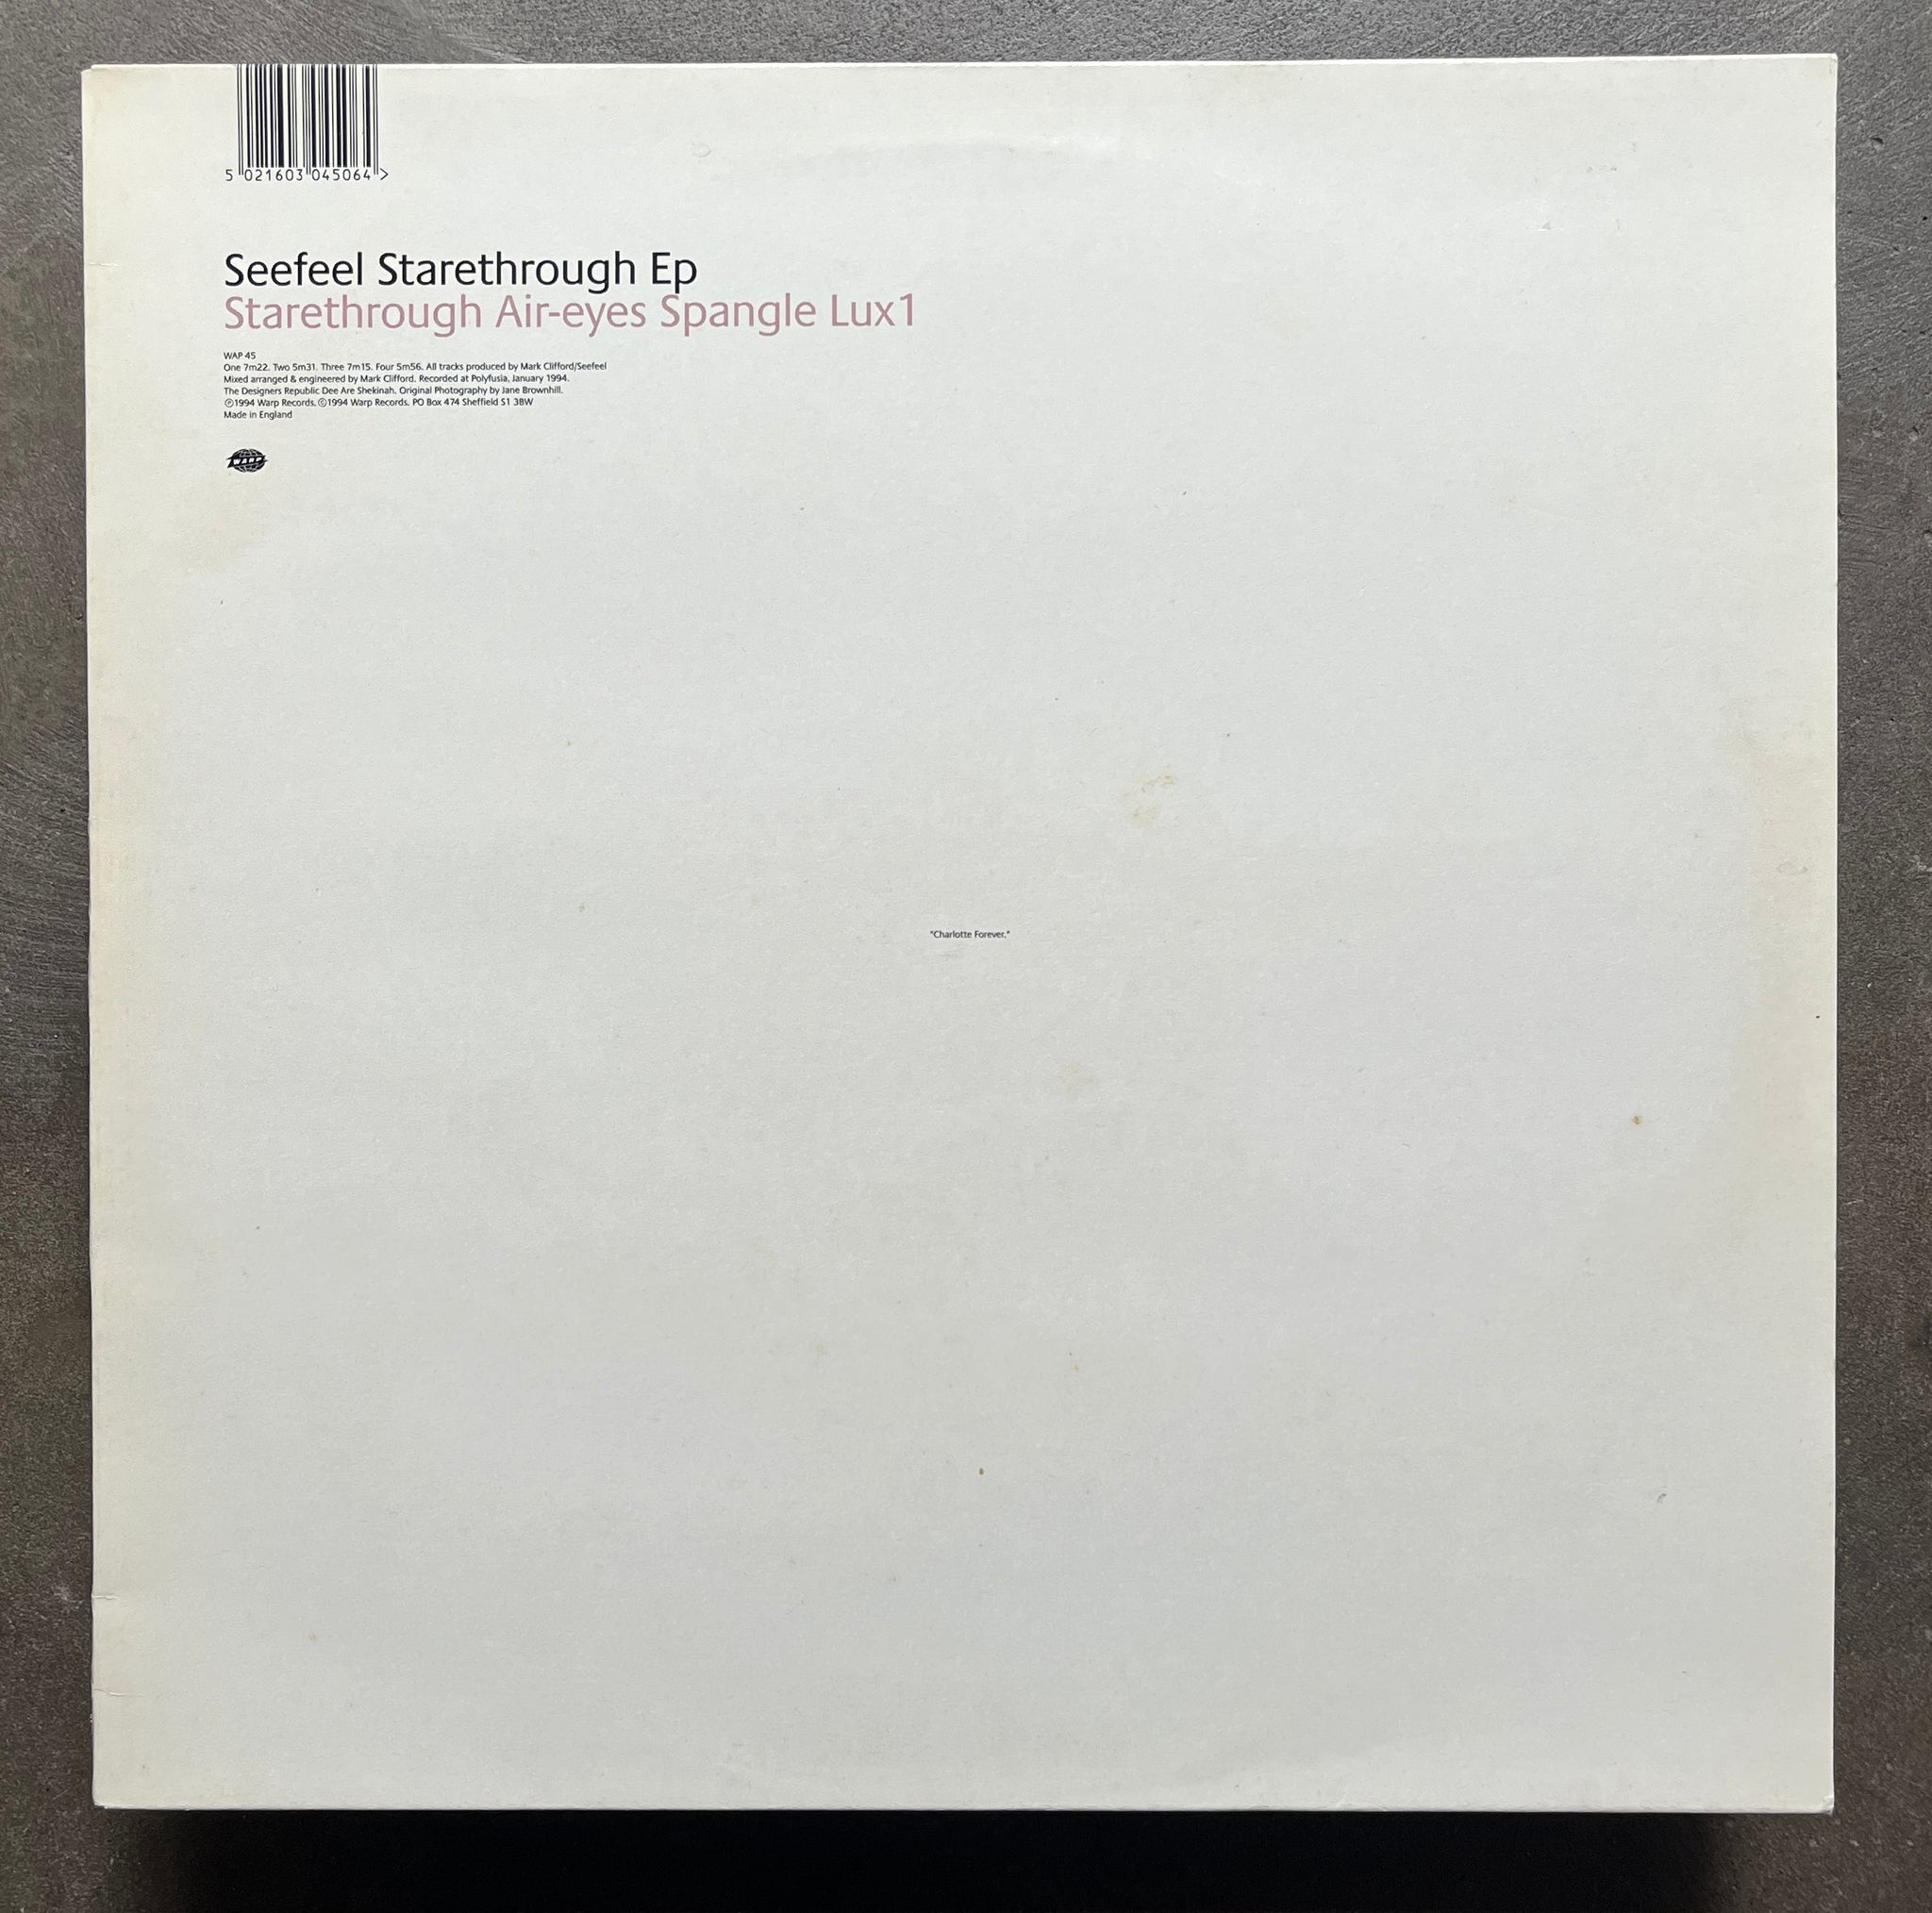 5 021603 045064 >
Seefeel Starethrough Ep
Starethrough Air-eyes Spangle Lux1
WAP 45
One 7m22. Two 5m31. Three 7m15. Four 5m56. All tracks produced by Mark Clifford/Seefeel
Mixed arranged & engineered by Mark Clifford. Recorded at Polyfusia, January 1994.
The Designers Republic Dee Are Shekinah. Original Photography by Jane Brownhill.
℗1994 Warp Records. ©1994 Warp Records. PO Box 474 Sheffield S1 3BW
Made in England
WARP
"Charlotte Forever."